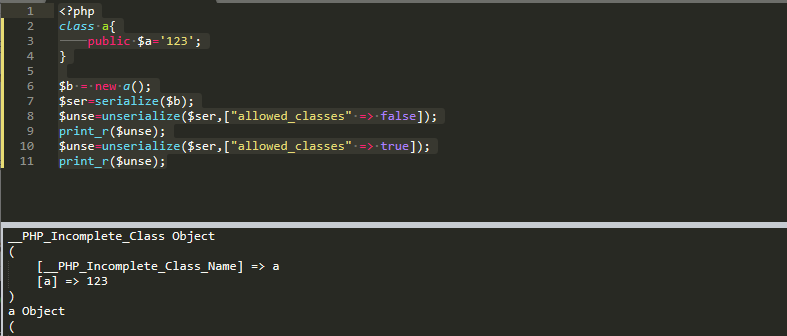 1 <?php
2 class a{
3 public $a='123';
4 }
5
6 $b = new a();
7 $ser=serialize($b);
8 $unse=unserialize($ser,["allowed_classes" => false]);
9 print_r($unse);
10 $unse=unserialize($ser,["allowed_classes" => true]);
11 print_r($unse);
__PHP_Incomplete_Class Object
(
[__PHP_Incomplete_Class_Name] => a
[a] => 123
)
a Object
(